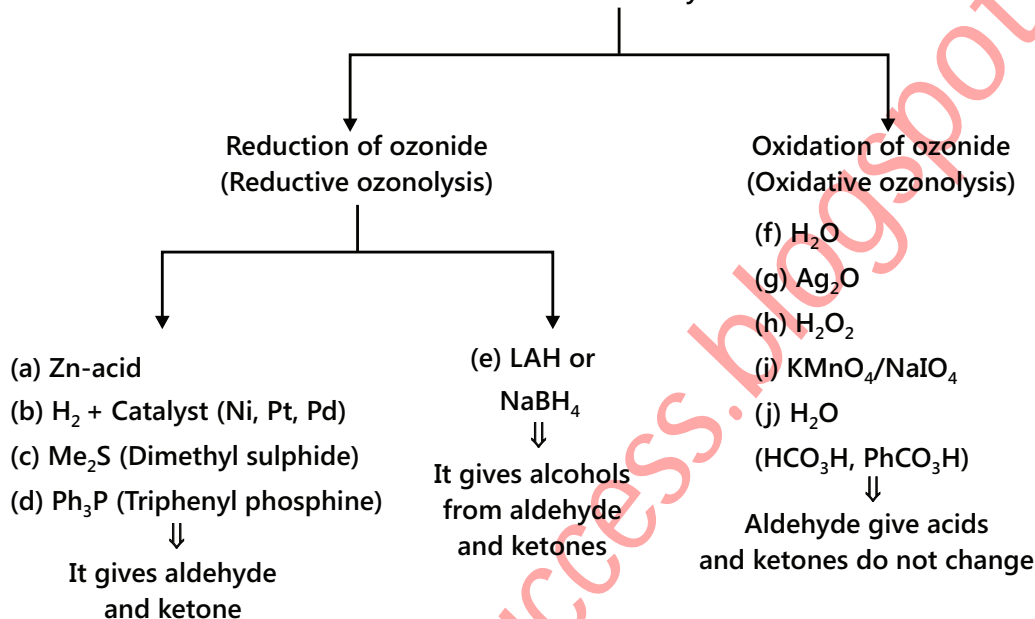 Reduction of ozonide
(Reductive ozonolysis)
Oxidation of ozonide
(Oxidative ozonolysis)
(f) H₂O
(g) Ag₂O
(h) H₂O₂
(i) KMnO₄/NaIO₄
(j) H₂O
(HCO₃H, PhCO₃H)
⇓
Aldehyde give acids
and ketones do not change
(a) Zn-acid
(b) H₂ + Catalyst (Ni, Pt, Pd)
(c) Me₂S (Dimethyl sulphide)
(d) Ph₃P (Triphenyl phosphine)
⇓
It gives aldehyde
and ketone
(e) LAH or
NaBH₄
⇓
It gives alcohols
from aldehyde
and ketones
ccess.blogspot